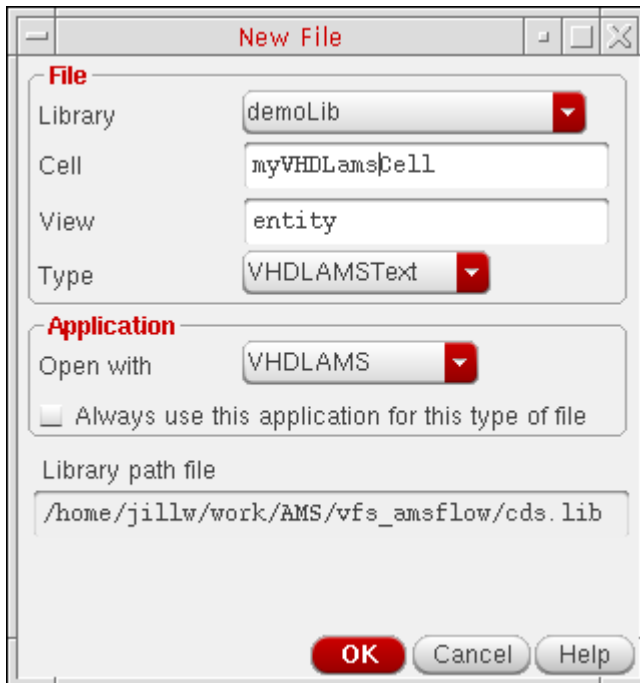 New File
File
Library demoLib
Cell myVHDLamsCell
View entity
Type VHDLAMSText
Application
Open with VHDLAMS
Always use this application for this type of file
Library path file
/home/jillw/work/AMS/vfs_amsflow/cds.lib
OK Cancel Help